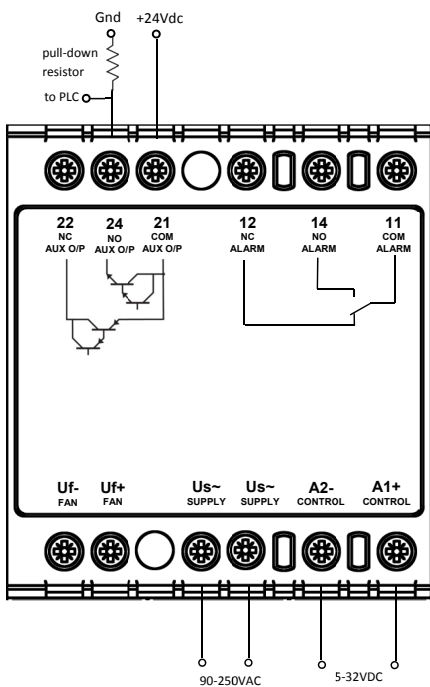 Gnd +24Vdc
pull-down
resistor
to PLC
22 24 21 12 14 11
NC NO COM NC NO COM
AUX O/P AUX O/P AUX O/P ALARM ALARM ALARM
Uf- Uf+ Us~ Us~ A2- A1+
FAN FAN SUPPLY SUPPLY CONTROL CONTROL
90-250VAC 5-32VDC